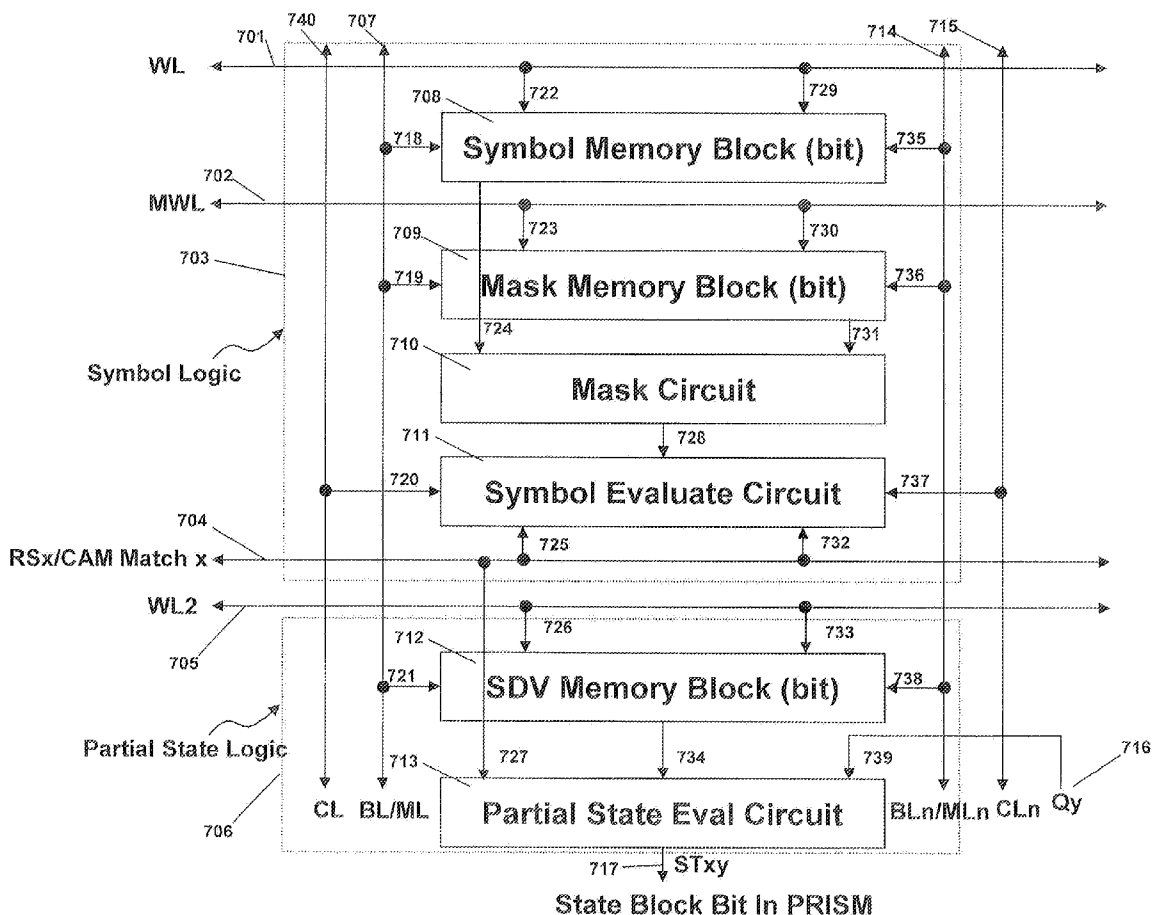 740
707
714
715
701
WL
722
729
708
718
Symbol Memory Block (bit)
735
702
MWL
723
730
709
703
719
Mask Memory Block (bit)
736
724
731
710
Symbol Logic
Mask Circuit
728
711
720
Symbol Evaluate Circuit
737
704
725
732
RSx/CAM Match x
WL2
726
733
705
712
721
SDV Memory Block (bit)
738
Partial State Logic
713
727
734
739
716
706
CL
BL/ML
Partial State Eval Circuit
BLn/MLn
CLn
Qy
717
STxy
State Block Bit In PRISM